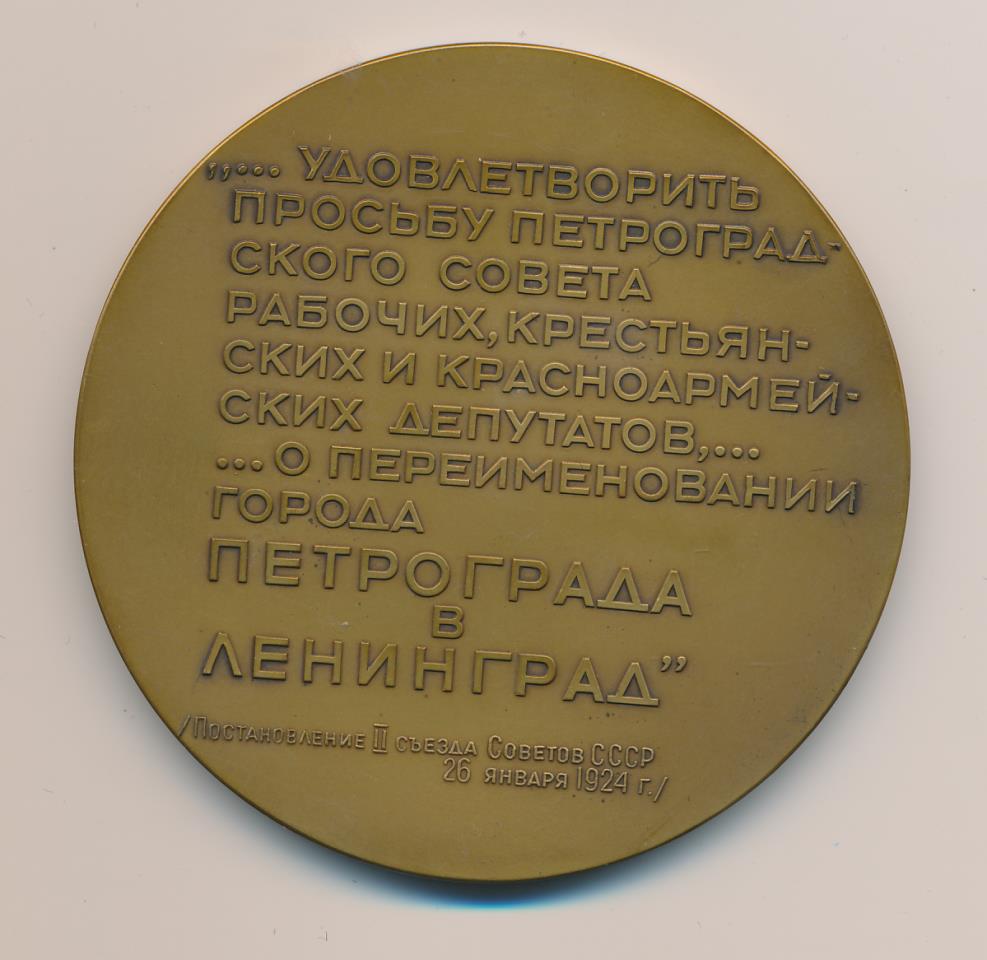 „... УДОВЛЕТВОРИТЬ
ПРОСЬБУ ПЕТРОГРАД-
СКОГО СОВЕТА
РАБОЧИХ, КРЕСТЬЯН-
СКИХ И КРАСНОАРМЕЙ-
СКИХ ДЕПУТАТОВ,...
... О ПЕРЕИМЕНОВАНИИ
ГОРОДА
ПЕТРОГРАДА
В
ЛЕНИНГРАД”
/ПОСТАНОВЛЕНИЕ II СЪЕЗДА СОВЕТОВ СССР
26 ЯНВАРЯ 1924 Г./